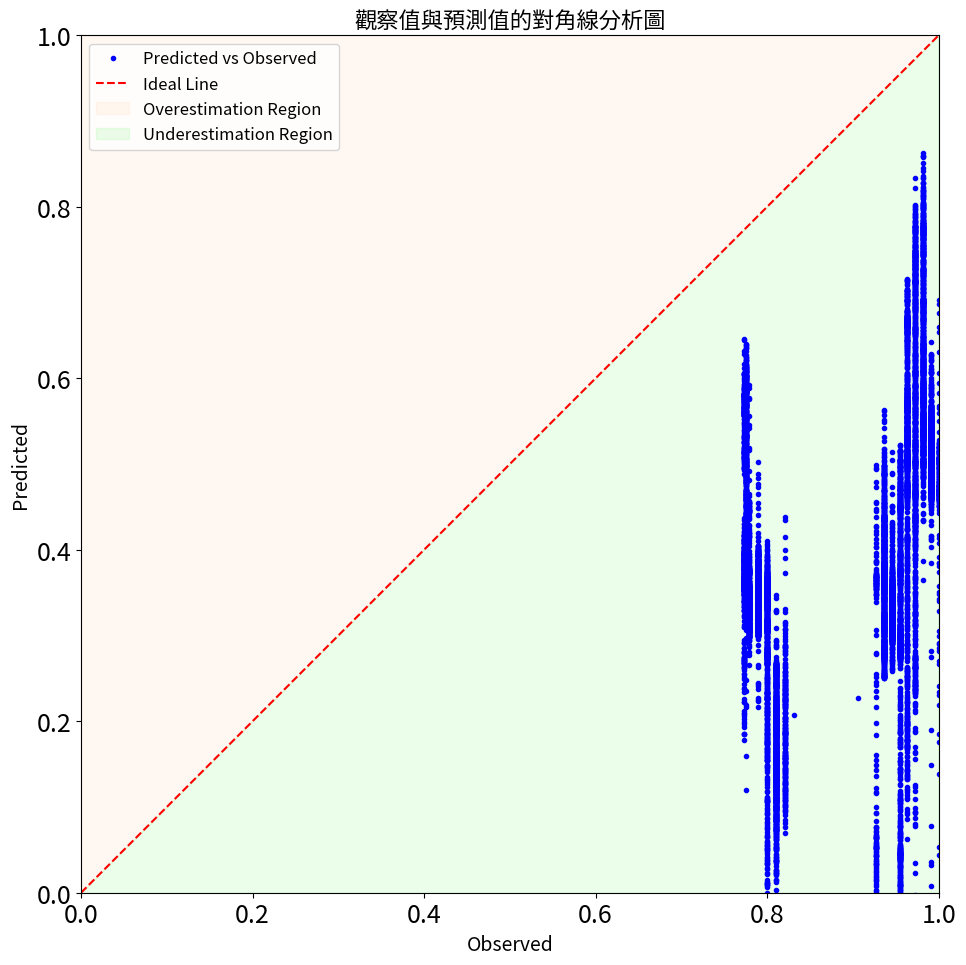 觀察值與預測值的對角線分析圖
Predicted vs Observed
Ideal Line
Overestimation Region
Underestimation Region
1.0
0.8
0.6
0.4
0.2
0.0
Predicted
0.0 0.2 0.4 0.6 0.8 1.0
Observed